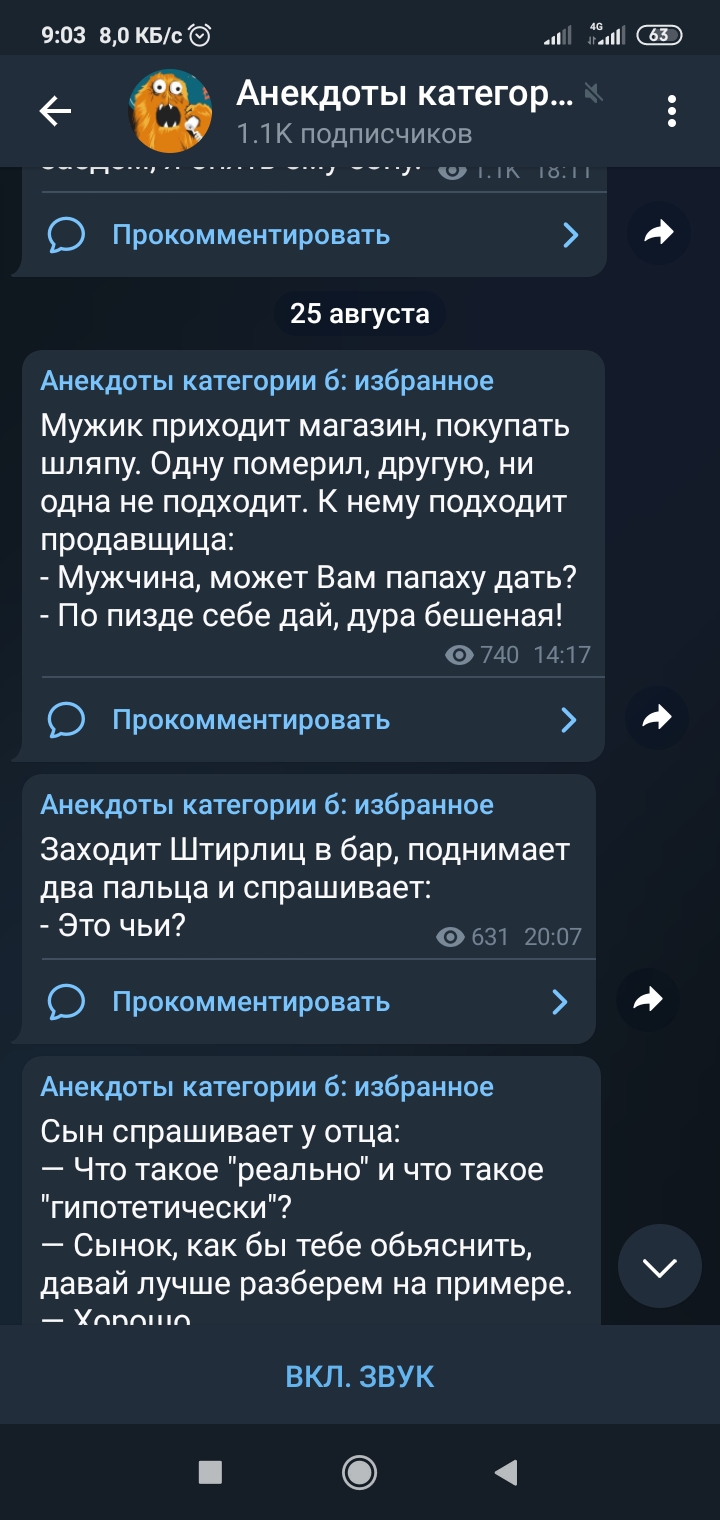 9:03 8,0 КБ/с
4G
63
Анекдоты категор...
1.1K подписчиков
1.1K 18:11
Прокомментировать
25 августа
Анекдоты категории б: избранное
Мужик приходит магазин, покупать
шляпу. Одну померил, другую, ни
одна не подходит. К нему подходит
продавщица:
- Мужчина, может Вам папаху дать?
- По пизде себе дай, дура бешеная!
740 14:17
Прокомментировать
Анекдоты категории б: избранное
Заходит Штирлиц в бар, поднимает
два пальца и спрашивает:
- Это чьи?
631 20:07
Прокомментировать
Анекдоты категории б: избранное
Сын спрашивает у отца:
— Что такое "реально" и что такое
"гипотетически"?
— Сынок, как бы тебе обьяснить,
давай лучше разберем на примере.
— Хорошо
ВКЛ. ЗВУК